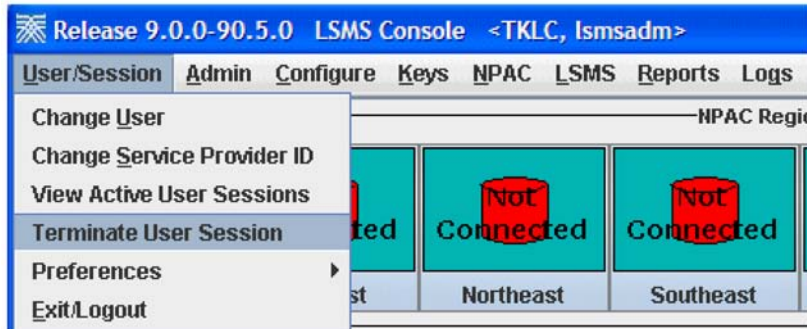 Release 9.0.0-90.5.0 LSMS Console <TKLC, lsmsadm>
User/Session Admin Configure Keys NPAC LSMS Reports Logs
Change User
Change Service Provider ID
View Active User Sessions
Terminate User Session
Preferences
Exit/Logout
NPAC Regi
ted
st
Not Connected
Northeast
Not Connected
Southeast